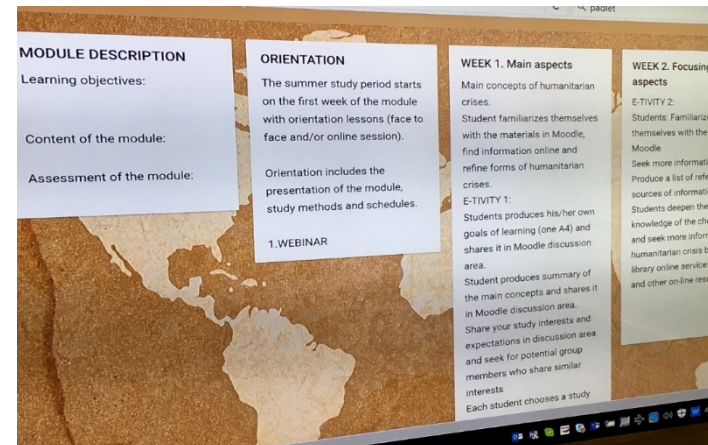 padlet
MODULE DESCRIPTION
Learning objectives:
Content of the module:
Assessment of the module:
ORIENTATION
The summer study period starts
on the first week of the module
with orientation lessons (face to
face and/or online session).
Orientation includes the
presentation of the module,
study methods and schedules.
1.WEBINAR
WEEK 1. Main aspects
Main concepts of humanitarian
crises.
Student familiarizes themselves
with the materials in Moodle,
find information online and
refine forms of humanitarian
crises.
E-TIVITY 1:
Students produces his/her own
goals of learning (one A4) and
shares it in Moodle discussion
area.
Student produces summary of
the main concepts and shares it
in Moodle discussion area.
Share your study interests and
expectations in discussion area
and seek for potential group
members who share similar
interests
Each student chooses a study
WEEK 2. Focusing
aspects
E-TIVITY 2:
Students: Familiarize
themselves with the
Moodle.
Seek more informati
Produce a list of refe
sources of informati
Students deepen the
knowledge of the ch
and seek more infor
humanitarian crisis b
library online service
and other on-line res